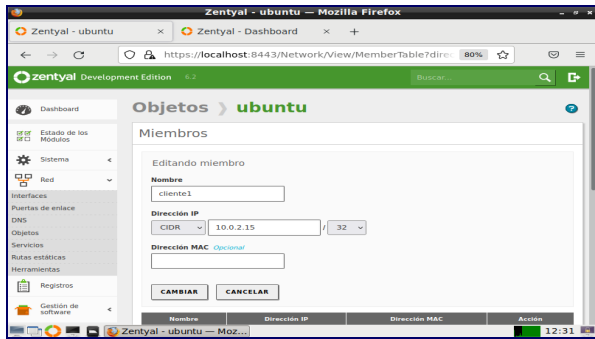 Zentyal - ubuntu — Mozilla Firefox
Zentyal - ubuntu × Zentyal - Dashboard × +
https://localhost:8443/Network/View/MemberTable?dire 80%
zentyal Development Edition 6.2 Buscar...
Dashboard
Estado de los
Módulos
Sistema
Red
Interfaces
Puertas de enlace
DNS
Objetos
Servicios
Rutas estáticas
Herramientas
Registros
Gestión de
software
Objetos ubuntu
Miembros
Editando miembro
Nombre
cliente1
Dirección IP
CIDR 10.0.2.15 / 32
Dirección MAC Opcional
CAMBIAR CANCELAR
Nombre Dirección IP Dirección MAC Acción
Zentyal - ubuntu — Moz... 12:31